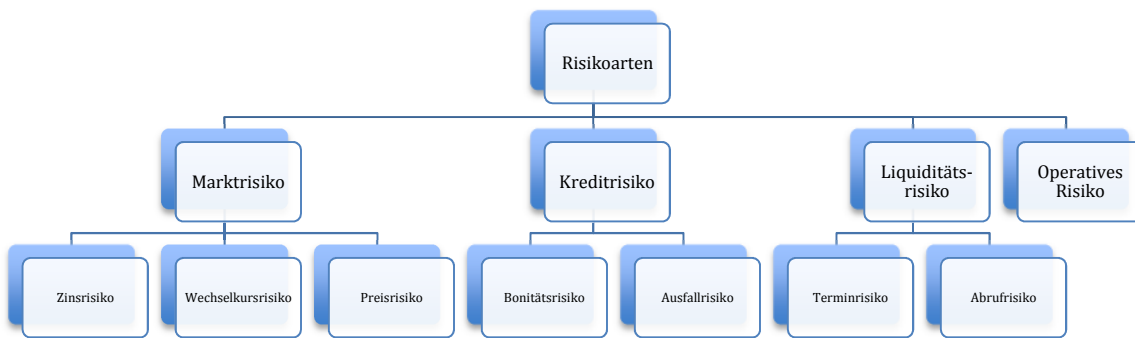 Risikoarten
Marktrisiko
Kreditrisiko
Liquiditäts-
risiko
Operatives
Risiko
Zinsrisiko
Wechselkursrisiko
Preisrisiko
Bonitätsrisiko
Ausfallrisiko
Terminrisiko
Abrufrisiko